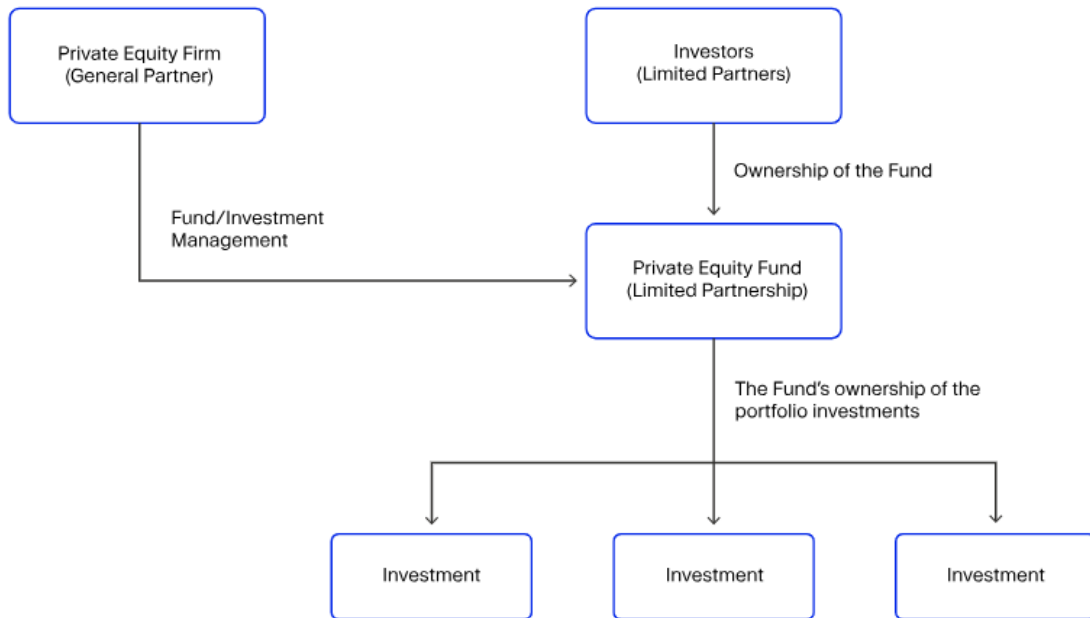 Private Equity Firm
(General Partner)
Investors
(Limited Partners)
Ownership of the Fund
Fund/Investment
Management
Private Equity Fund
(Limited Partnership)
The Fund's ownership of the
portfolio investments
Investment
Investment
Investment